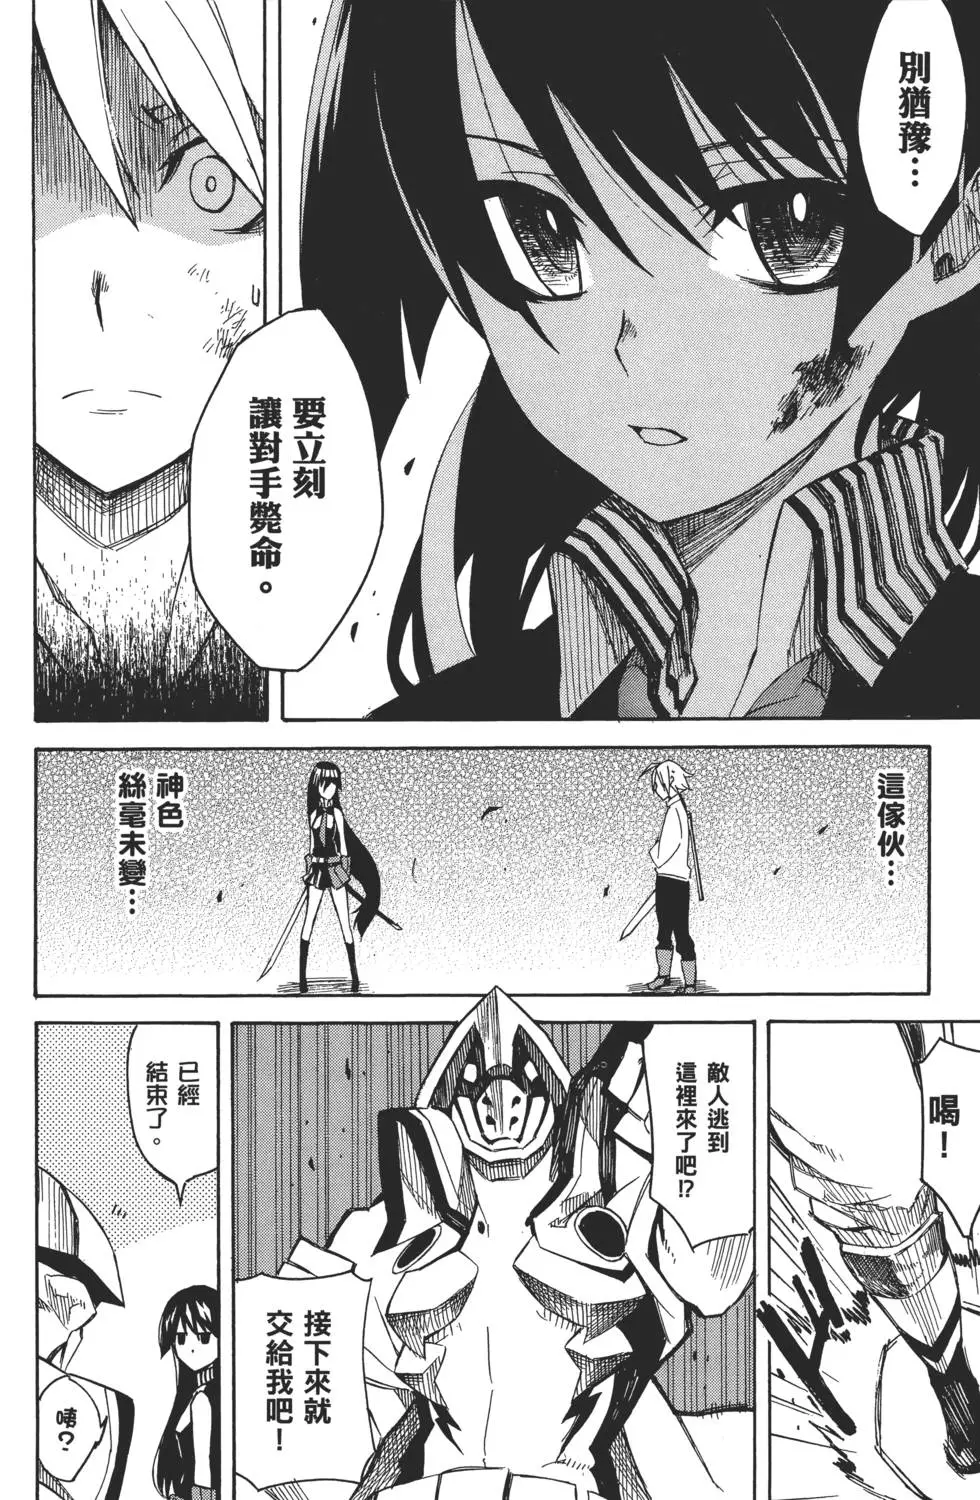 別猶豫…
要立刻
讓對手斃命。
這傢伙…
神色
絲毫未變…
喝！
敵人逃到
這裡來了吧!?
接下來就
交給我吧！
已經
結束了。
咦？